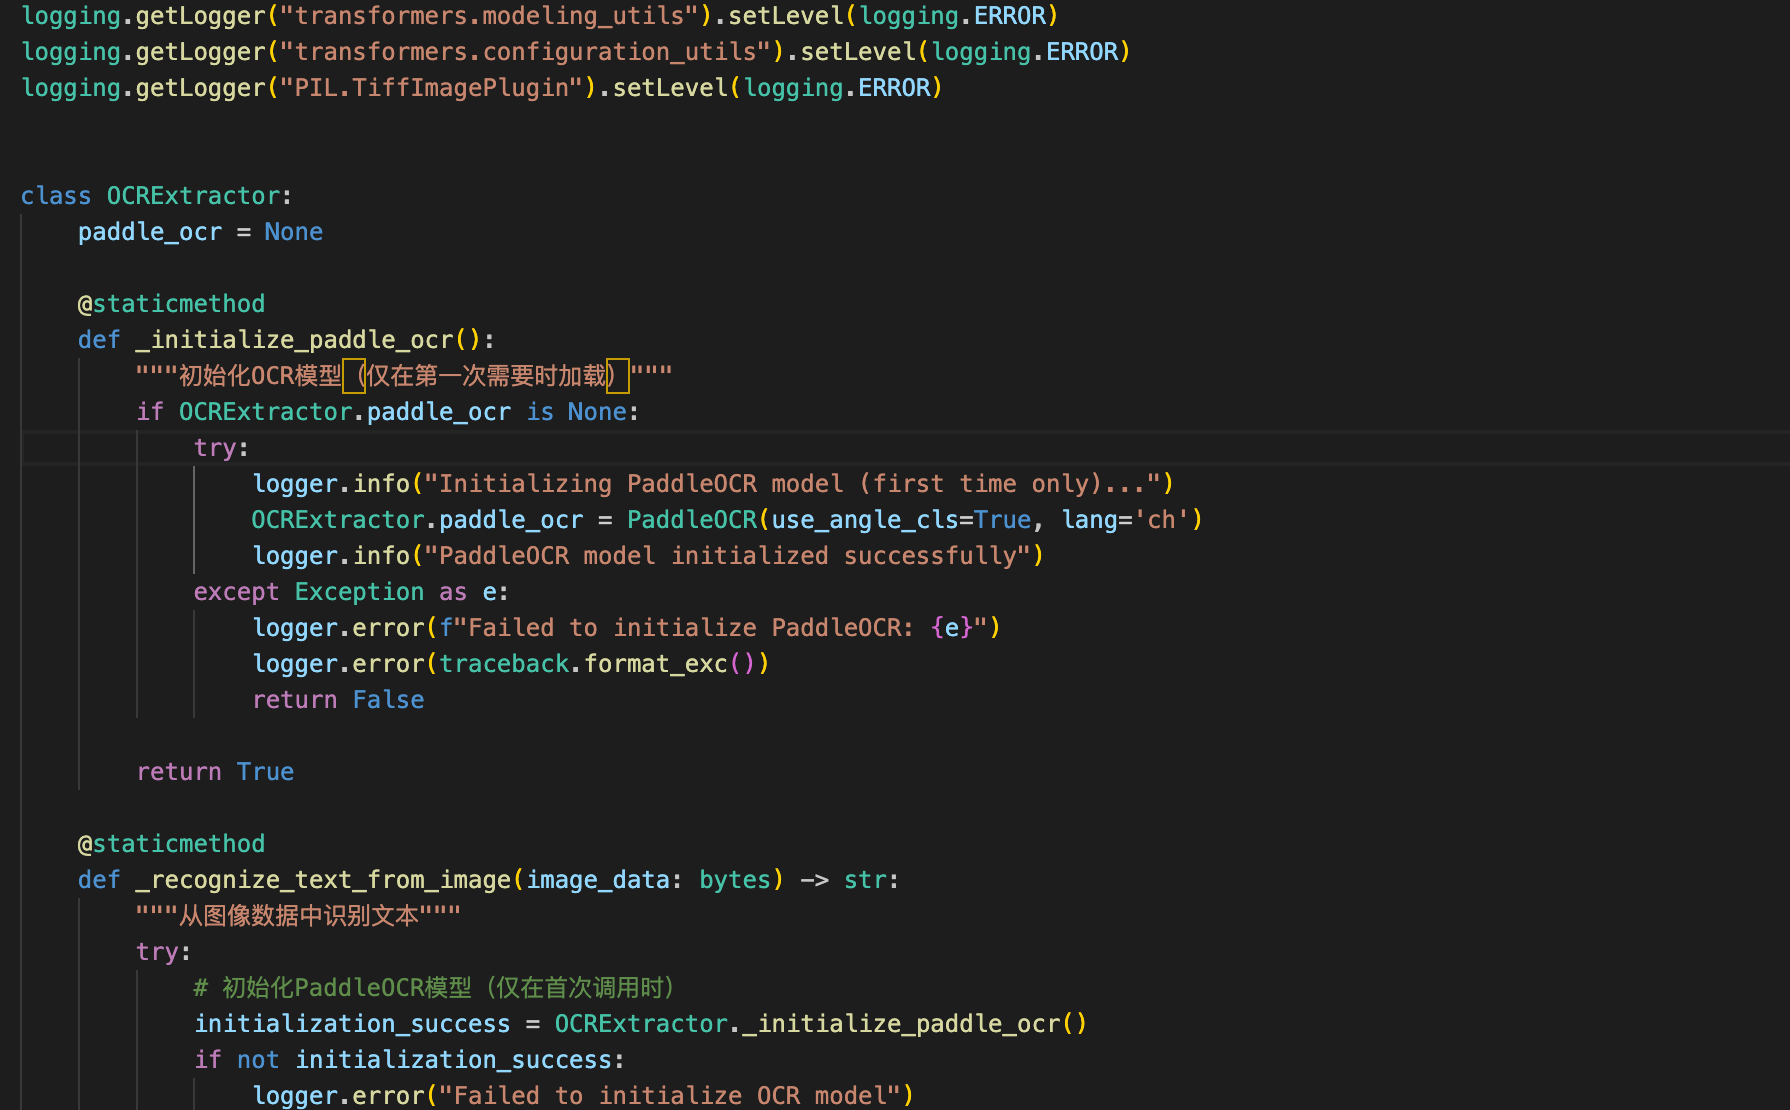 logging.getLogger("transformers.modeling_utils").setLevel(logging.ERROR)
logging.getLogger("transformers.configuration_utils").setLevel(logging.ERROR)
logging.getLogger("PIL.TiffImagePlugin").setLevel(logging.ERROR)
class OCRExtractor:
    paddle_ocr = None
    @staticmethod
    def _initialize_paddle_ocr():
        """初始化OCR模型（仅在第一次需要时加载）"""
        if OCRExtractor.paddle_ocr is None:
            try:
                logger.info("Initializing PaddleOCR model (first time only)...")
                OCRExtractor.paddle_ocr = PaddleOCR(use_angle_cls=True, lang='ch')
                logger.info("PaddleOCR model initialized successfully")
            except Exception as e:
                logger.error(f"Failed to initialize PaddleOCR: {e}")
                logger.error(traceback.format_exc())
                return False
        return True
    @staticmethod
    def _recognize_text_from_image(image_data: bytes) -> str:
        """从图像数据中识别文本"""
        try:
            # 初始化PaddleOCR模型（仅在首次调用时）
            initialization_success = OCRExtractor._initialize_paddle_ocr()
            if not initialization_success:
                logger.error("Failed to initialize OCR model")